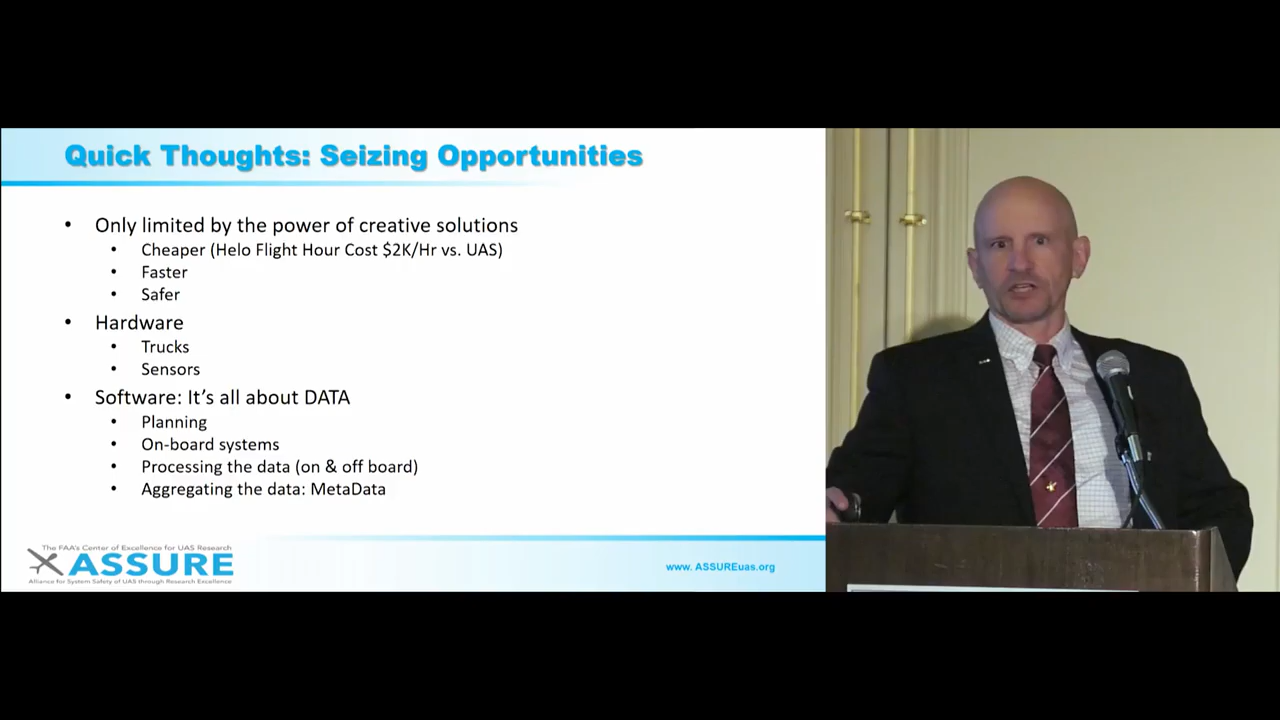 Quick Thoughts: Seizing Opportunities
• Only limited by the power of creative solutions
• Cheaper (Helo Flight Hour Cost $2K/Hr vs. UAS)
• Faster
• Safer
• Hardware
• Trucks
• Sensors
• Software: It's all about DATA
• Planning
• On-board systems
• Processing the data (on & off board)
• Aggregating the data: MetaData
The FAA's Center of Excellence for UAS Research
ASSURE
Alliance for System Safety of UAS through Research Excellence
www. ASSUREuas.org